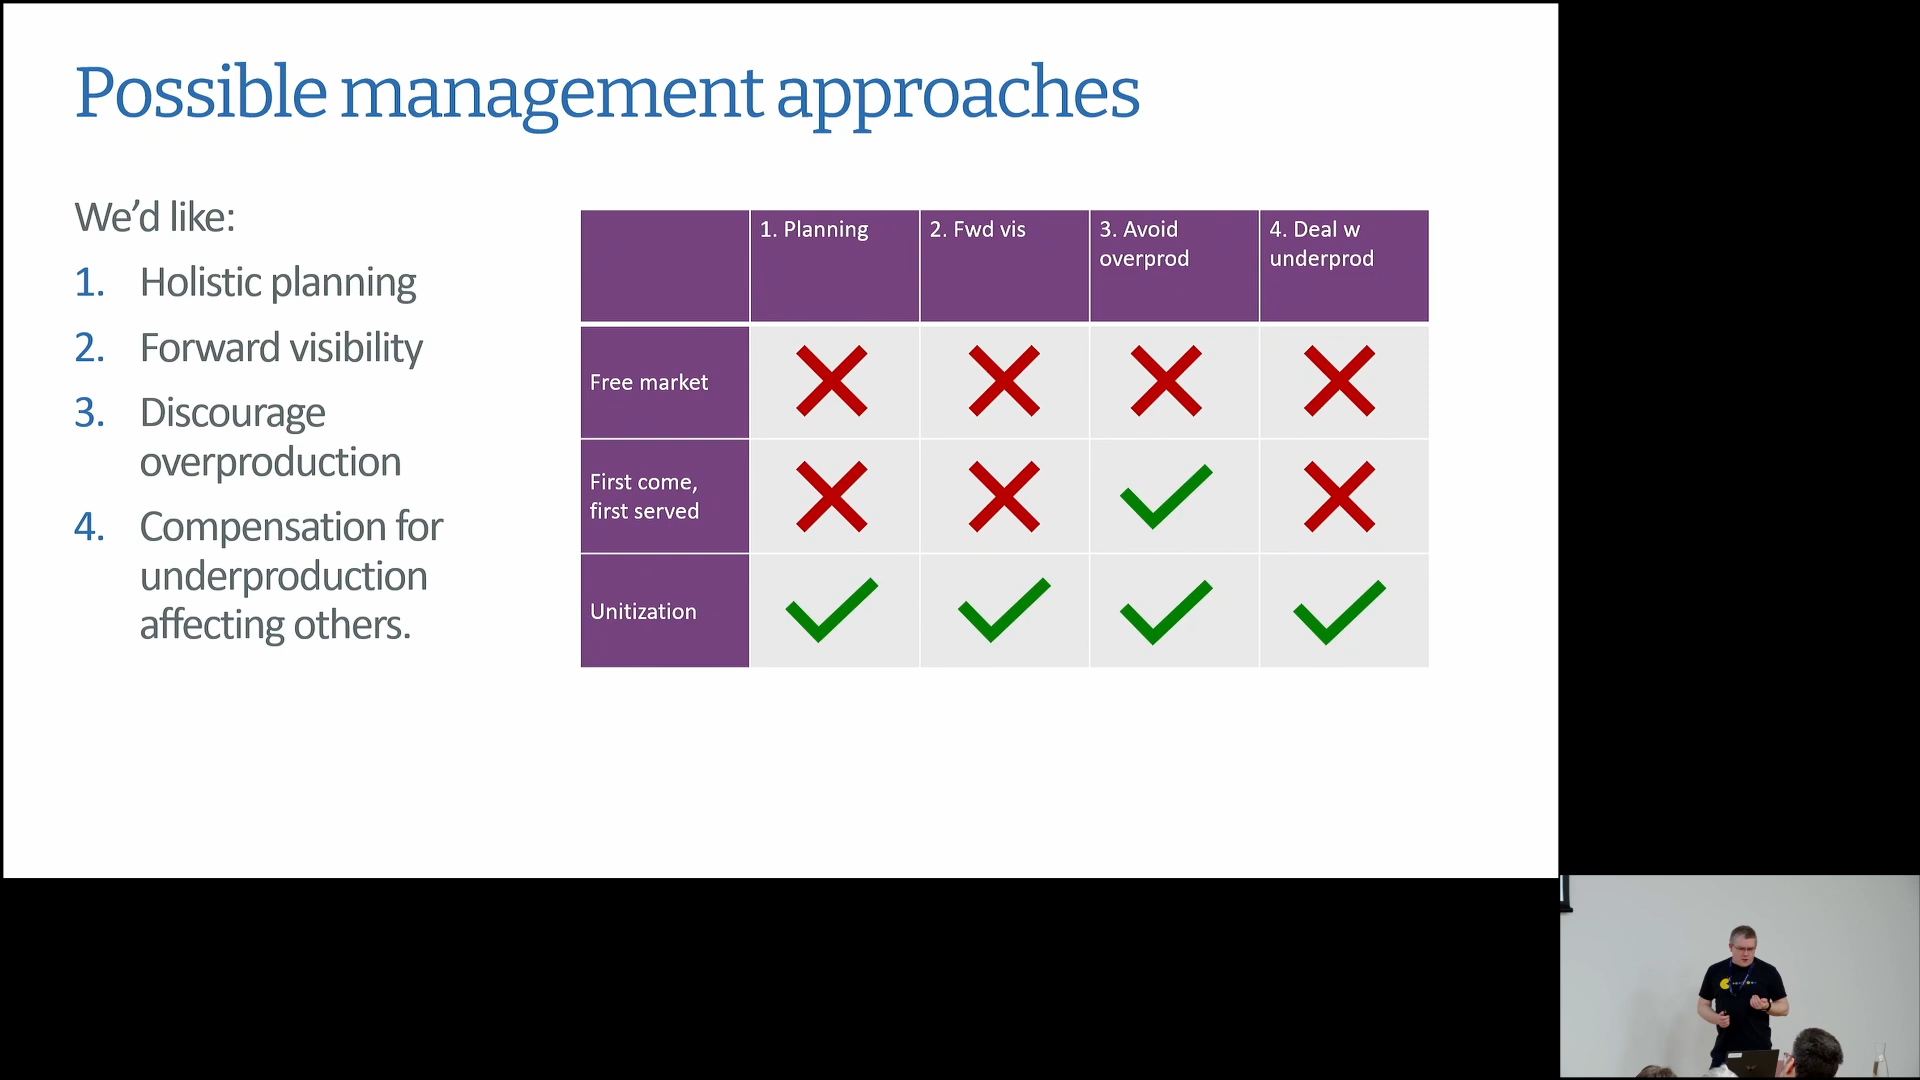 Possible management approaches
We’d like:
1. Holistic planning
2. Forward visibility
3. Discourage
overproduction
4. Compensation for
underproduction
affecting others.
1. Planning
2. Fwd vis
3. Avoid
overprod
4. Deal w
underprod
Free market
First come,
first served
Unitization